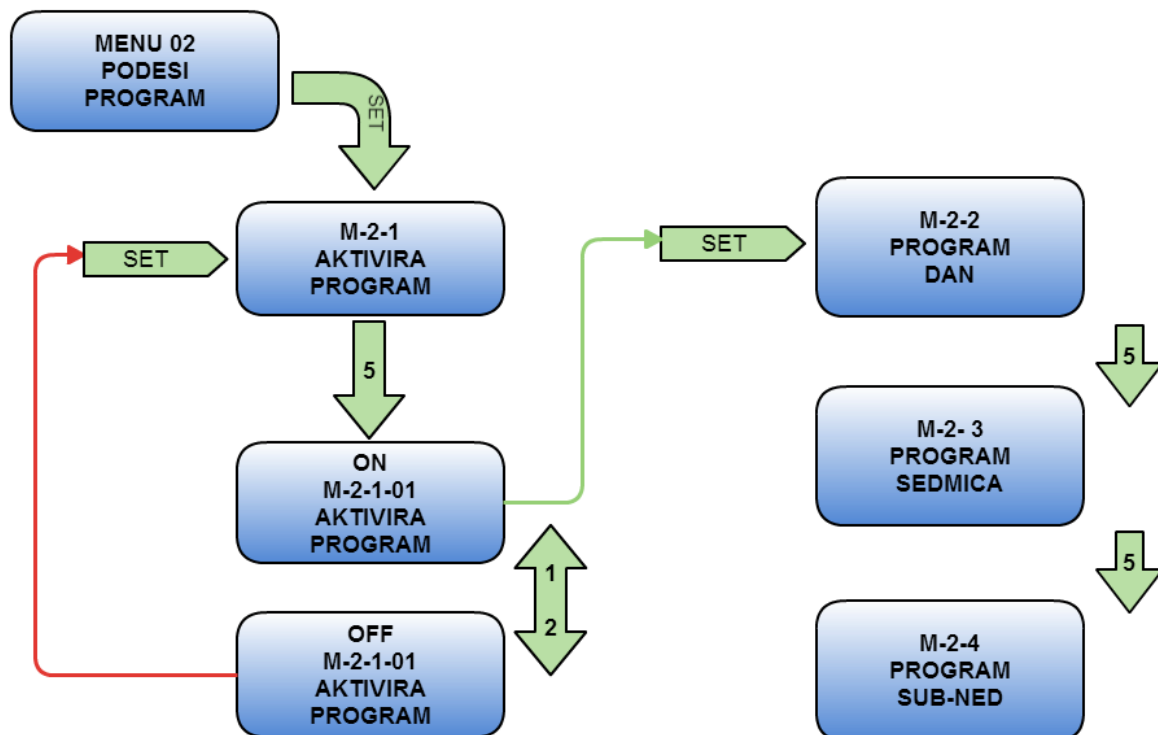 MENU 02
PODESI
PROGRAM
SET
M-2-1
AKTIVIRA
PROGRAM
SET
5
ON
M-2-1-01
AKTIVIRA
PROGRAM
1
2
OFF
M-2-1-01
AKTIVIRA
PROGRAM
SET
M-2-2
PROGRAM
DAN
5
M-2- 3
PROGRAM
SEDMICA
5
M-2-4
PROGRAM
SUB-NED